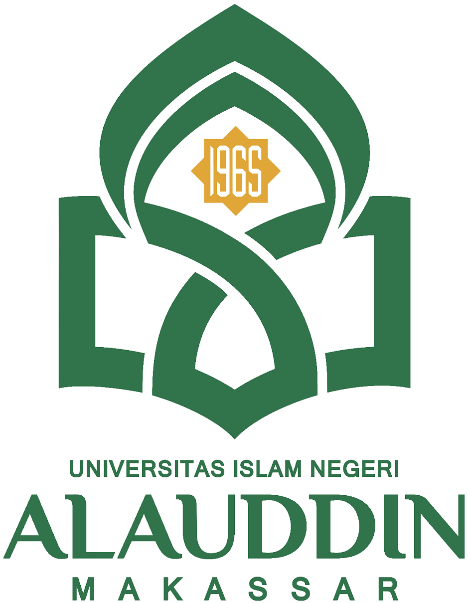 1965
UNIVERSITAS ISLAM NEGERI
ALAUDDIN
MAKASSAR